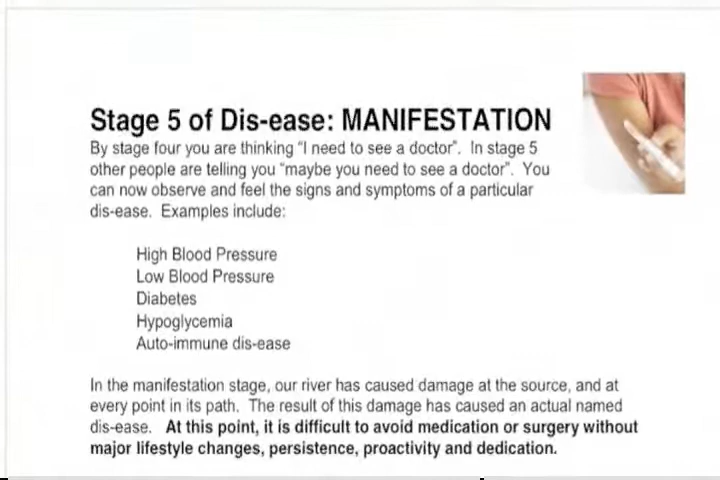 Stage 5 of Dis-ease: MANIFESTATION
By stage four you are thinking “I need to see a doctor”. In stage 5
other people are telling you “maybe you need to see a doctor”. You
can now observe and feel the signs and symptoms of a particular
dis-ease. Examples include:
High Blood Pressure
Low Blood Pressure
Diabetes
Hypoglycemia
Auto-immune dis-ease
In the manifestation stage, our river has caused damage at the source, and at
every point in its path. The result of this damage has caused an actual named
dis-ease. At this point, it is difficult to avoid medication or surgery without
major lifestyle changes, persistence, proactivity and dedication.